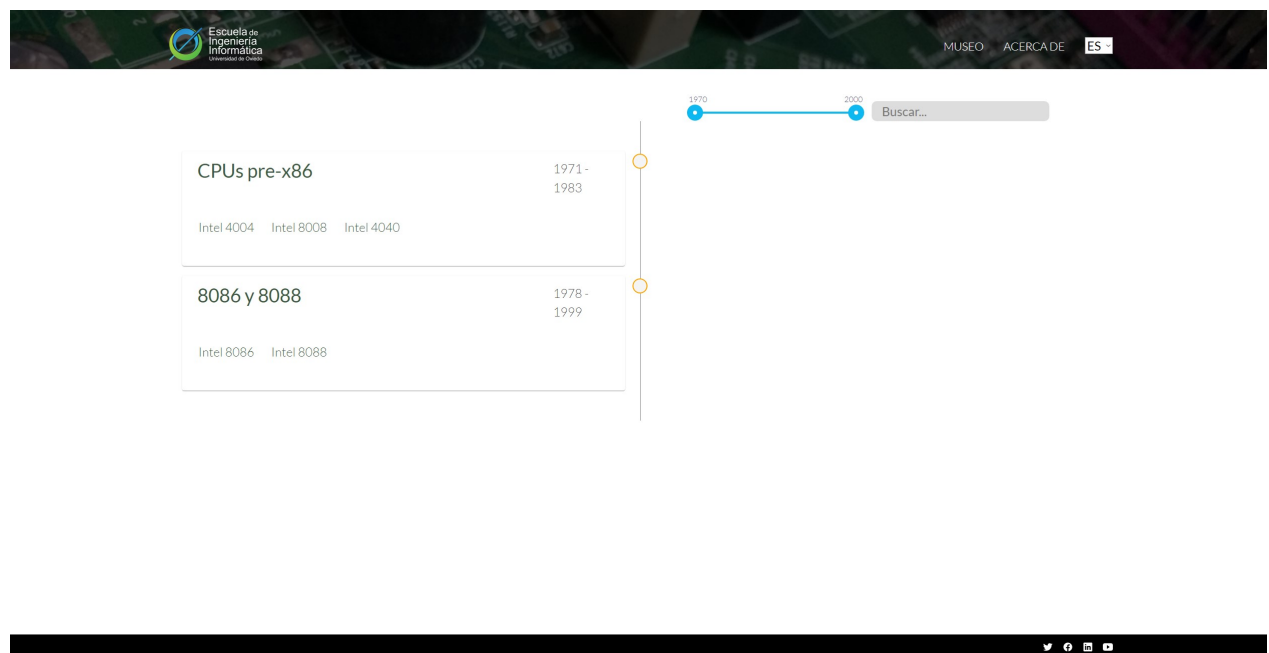 Escuela de
Ingeniería
Informática
Universidad de Oviedo
MUSEO ACERCA DE ES
1970 2000
Buscar...
CPUs pre-x86
1971 -
1983
Intel 4004 Intel 8008 Intel 4040
8086 y 8088
1978 -
1999
Intel 8086 Intel 8088